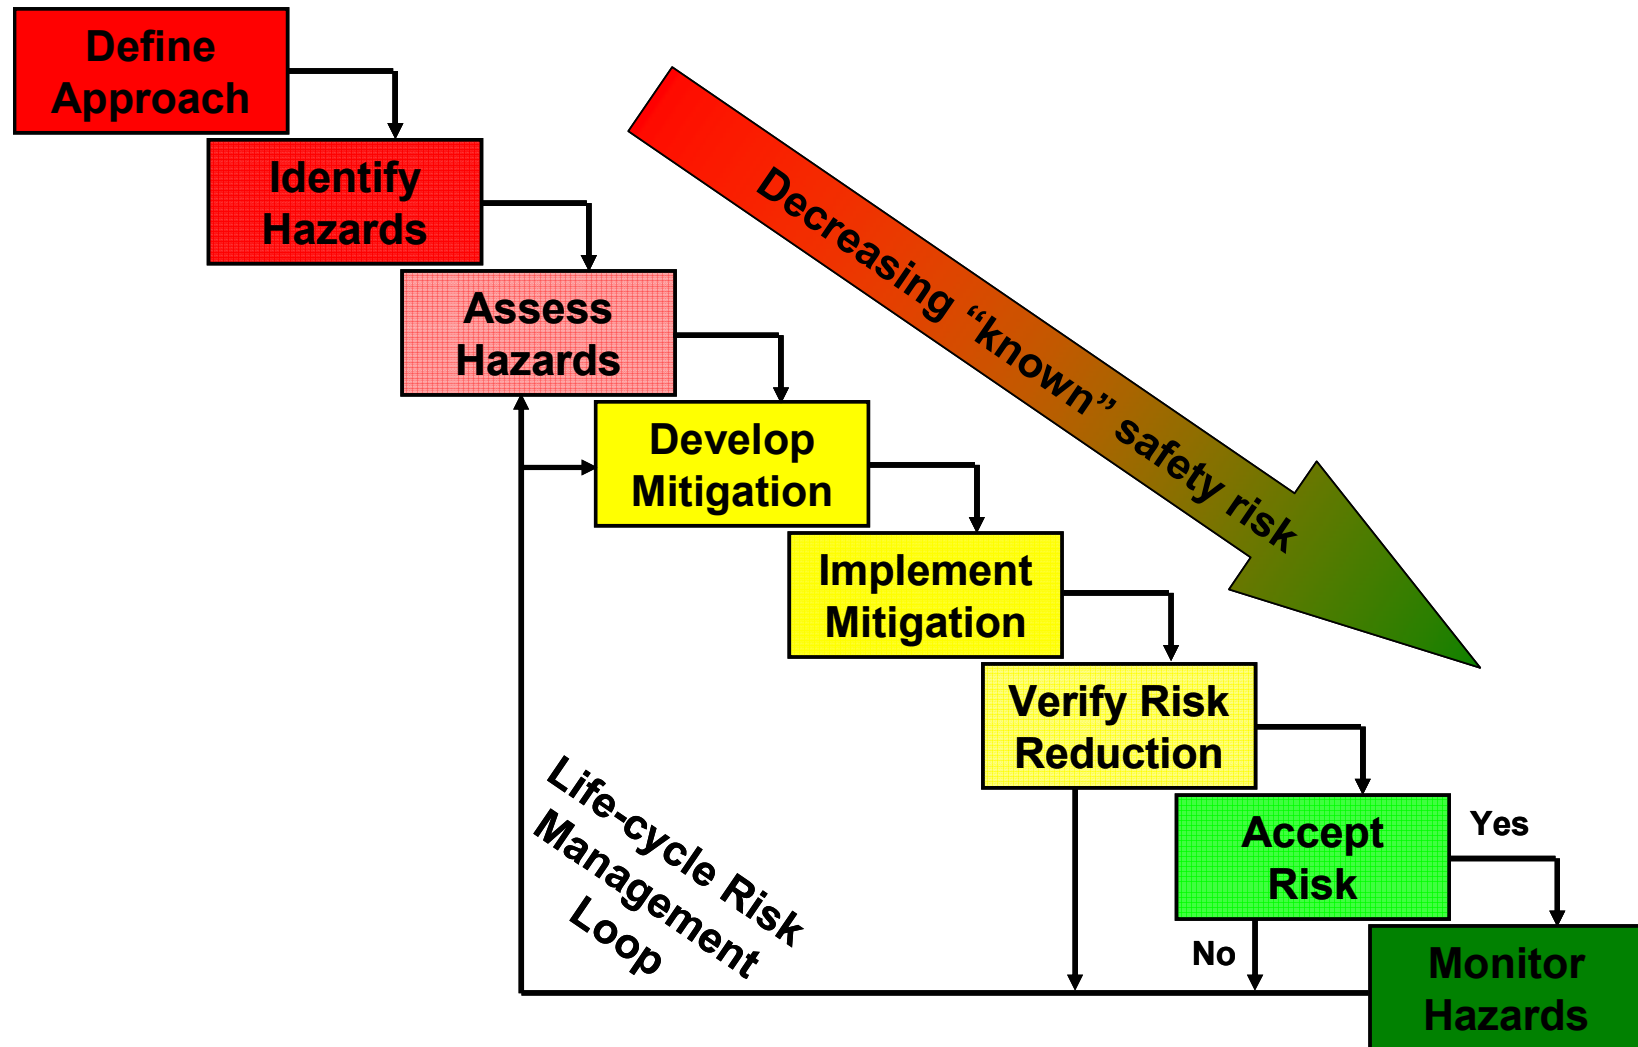 Define
Approach
Identify
Hazards
Assess
Hazards
Decreasing “known” safety risk
Develop
Mitigation
Implement
Mitigation
Verify Risk
Reduction
Life-cycle Risk
Management
Loop
Accept
Risk
Yes
No
Monitor
Hazards